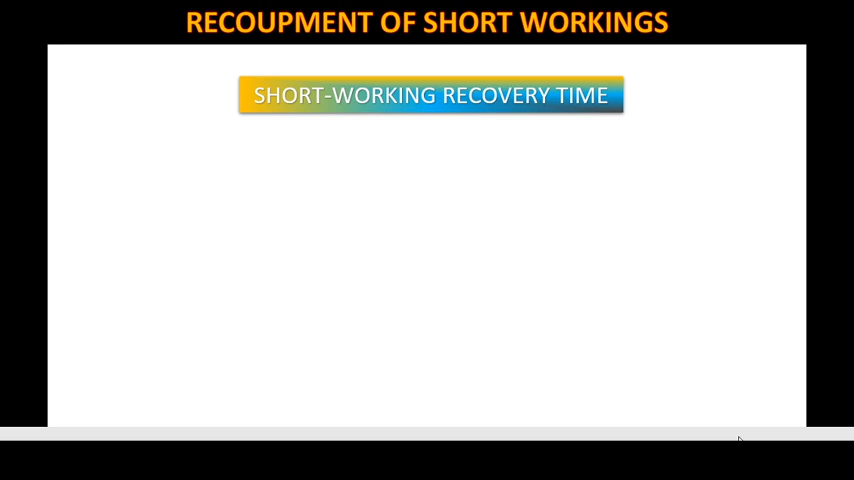 RECOUPMENT OF SHORT WORKINGS
SHORT-WORKING RECOVERY TIME